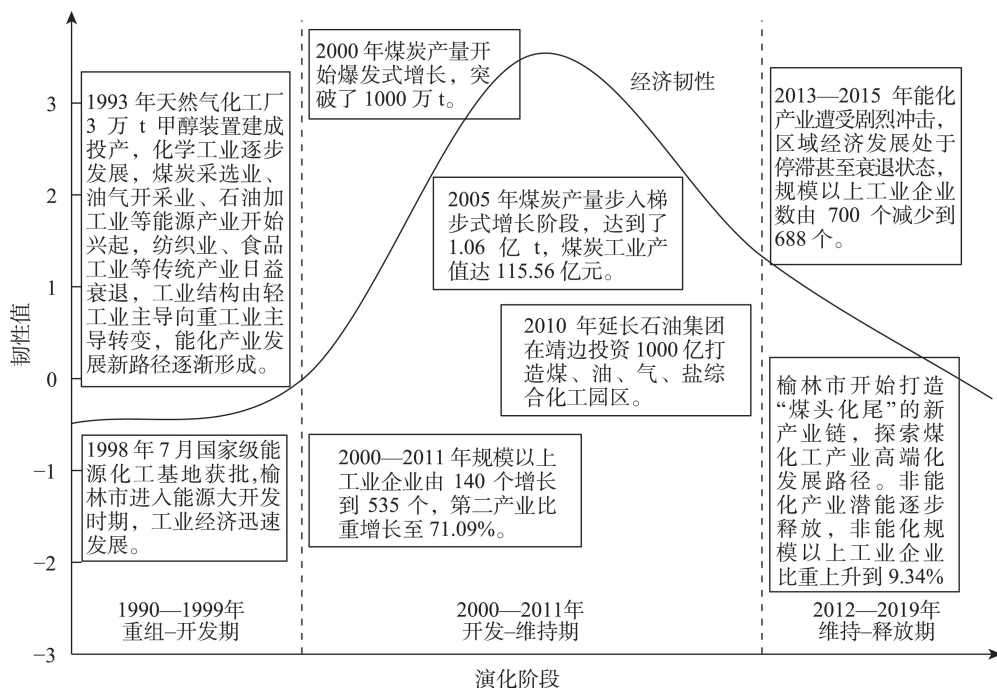 2000 年煤炭产量开
始爆发式增长，突
破了 1000 万 t。
经济韧性
1993 年天然气化工厂
3 万 t 甲醇装置建成
投产，化学工业逐步
发展，煤炭采选业、
油气开采业、石油加
工业等能源产业开始
兴起，纺织业、食品
工业等传统产业日益
衰退，工业结构由轻
工业主导向重工业主
导转变，能化产业发
展新路径逐渐形成。
2013—2015 年能化
产业遭受剧烈冲击，
区域经济发展处于
停滞甚至衰退状态，
规模以上工业企业
数由 700 个减少到
688 个。
2005 年煤炭产量步入梯
步式增长阶段，达到了
1.06 亿 t，煤炭工业产
值达 115.56 亿元。
2010 年延长石油集团
在靖边投资 1000 亿打
造煤、油、气、盐综
合化工园区。
榆林市开始打造
“煤头化尾”的新
产业链，探索煤
化工产业高端化
发展路径。非能
化产业潜能逐步
释放，非能化规
模以上工业企业
比重上升到 9.34%
1998 年 7 月国家级能
源化工基地获批,榆
林市进入能源大开发
时期，工业经济迅速
发展。
2000—2011 年规模以上
工业企业由 140 个增长
到 535 个，第二产业比
重增长至 71.09%。
3
2
1
0
−1
−2
−3
韧性值
1990—1999年
重组–开发期
2000—2011年
开发–维持期
2012—2019年
维持–释放期
演化阶段